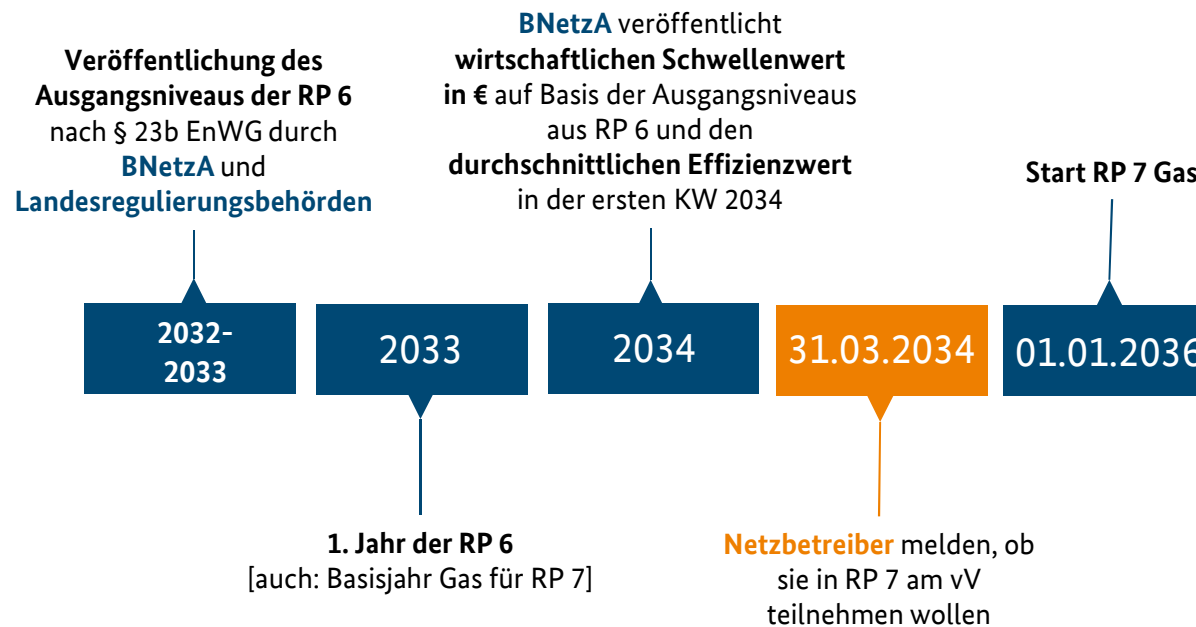 Veröffentlichung des
Ausgangsniveaus der RP 6
nach § 23b EnWG durch
BNetzA und
Landesregulierungsbehörden
BNetzA veröffentlicht
wirtschaftlichen Schwellenwert
in € auf Basis der Ausgangsniveaus
aus RP 6 und den
durchschnittlichen Effizienzwert
in der ersten KW 2034
Start RP 7 Gas
2032-
2033
2033
2034
31.03.2034
01.01.2036
1. Jahr der RP 6
[auch: Basisjahr Gas für RP 7]
Netzbetreiber melden, ob
sie in RP 7 am vV
teilnehmen wollen